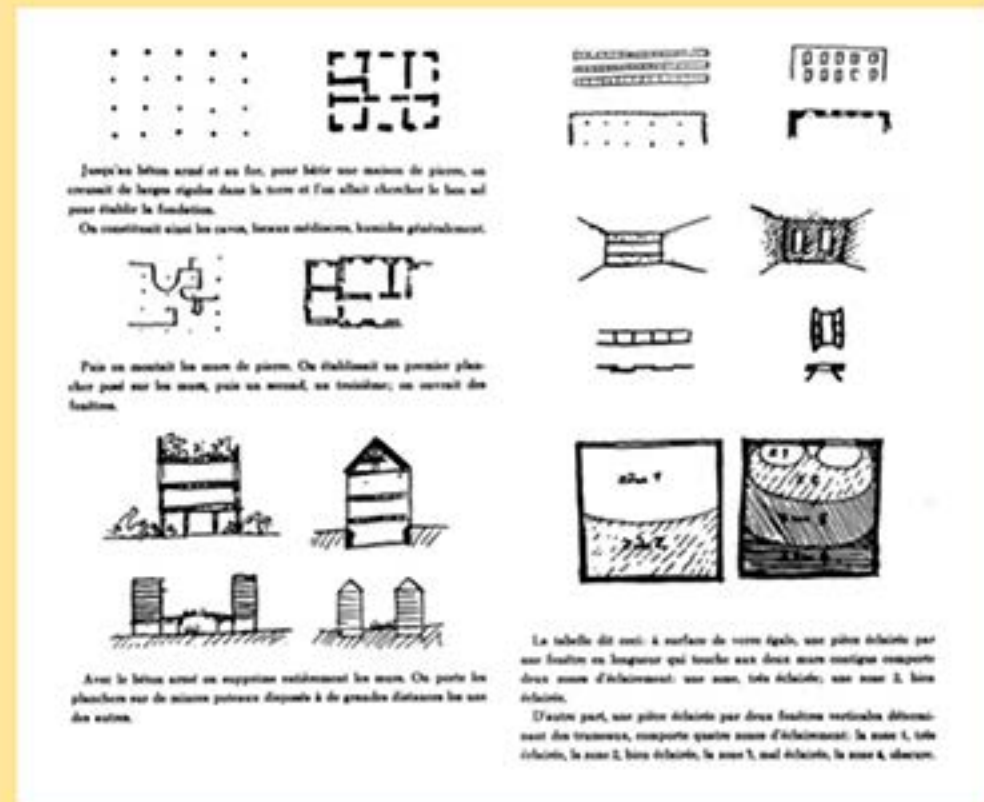 Jusqu'au béton armé et au fer, pour bâtir une maison de pierre, on
creusait de larges rigoles dans la terre et l'on allait chercher le bon sol
pour établir la fondation.
On constituait ainsi les caves, locaux médiocres, humides généralement.
Puis on montait les murs de pierre. On établissait un premier plan-
cher posé sur les murs, puis un second, un troisième; on ouvrait des
fenêtres.
Avec le béton armé on supprime entièrement les murs. On porte les
planchers sur de minces poteaux disposés à de grandes distances les uns
des autres.
zone 1
La tabelle dit ceci: à surface de verre égale, une pièce éclairée par
une fenêtre en longueur qui touche aux deux murs contigus comporte
deux zones d'éclairement: une zone, très éclairée; une zone 2, bien
éclairée.
D'autre part, une pièce éclairée par deux fenêtres verticales détermi-
nant des trumeaux, comporte quatre zones d'éclairement: la zone 1, très
éclairée, la zone 2, bien éclairée, la zone 3, mal éclairée, la zone 4, obscure.